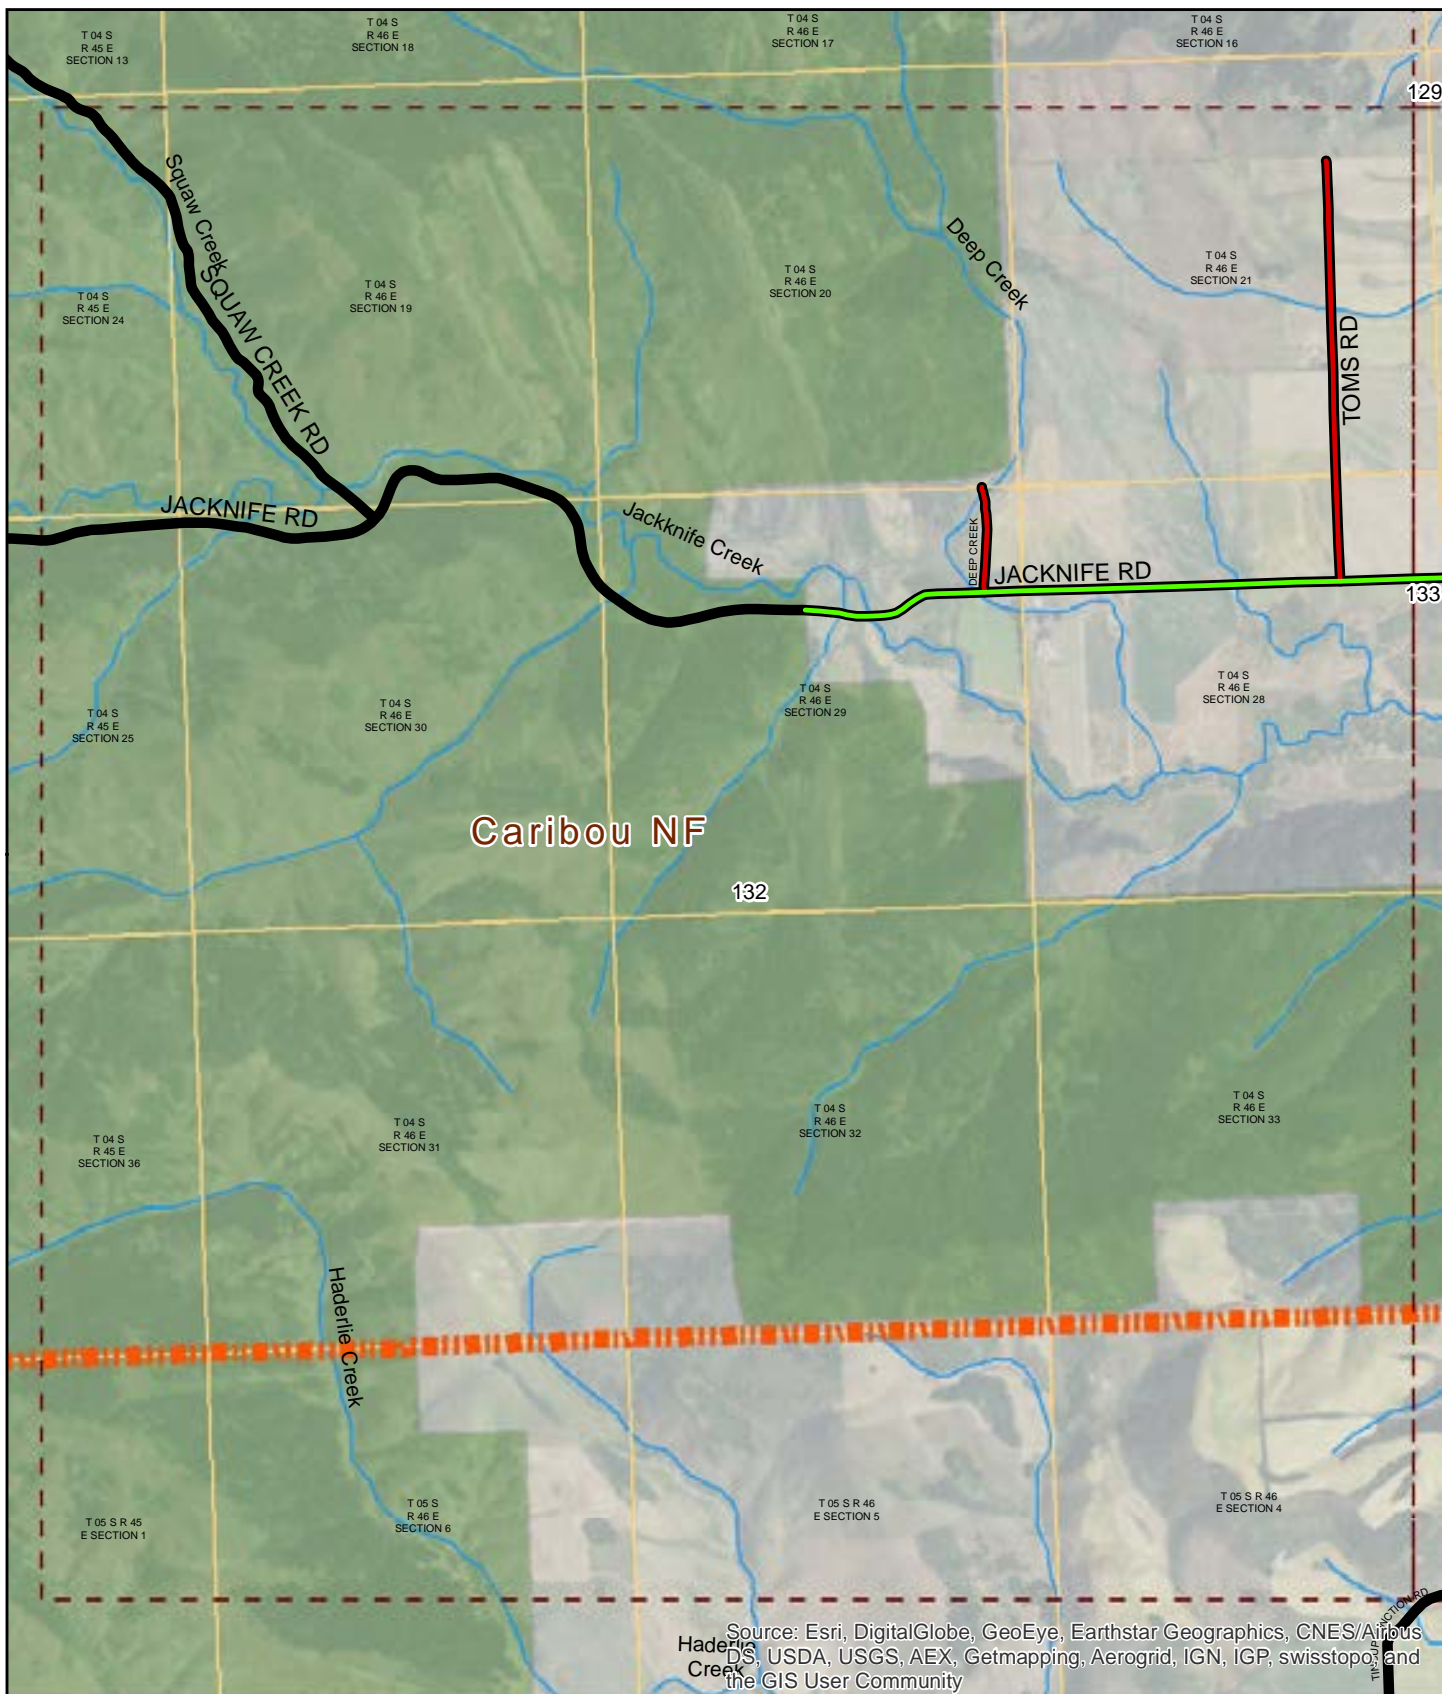 T 04 S
R 45 E
SECTION 13
T 04 S
R 46 E
SECTION 18
T 04 S
R 46 E
SECTION 17
T 04 S
R 46 E
SECTION 16
129
Squaw Creek
SQUAW CREEK RD
T 04 S
R 45 E
SECTION 24
T 04 S
R 46 E
SECTION 19
T 04 S
R 46 E
SECTION 20
Deep Creek
T 04 S
R 46 E
SECTION 21
TOMS RD
JACKNIFE RD
Jackknife Creek
DEEP CREEK
JACKNIFE RD
133
T 04 S
R 45 E
SECTION 25
T 04 S
R 46 E
SECTION 30
T 04 S
R 46 E
SECTION 29
T 04 S
R 46 E
SECTION 28
Caribou NF
132
T 04 S
R 45 E
SECTION 36
T 04 S
R 46 E
SECTION 31
T 04 S
R 46 E
SECTION 32
T 04 S
R 46 E
SECTION 33
Haderlie Creek
T 05 S R 45
E SECTION 1
T 05 S
R 46 E
SECTION 6
T 05 S R 46
E SECTION 5
T 05 S R 46
E SECTION 4
Haderlie
Creek
Source: Esri, DigitalGlobe, GeoEye, Earthstar Geographics, CNES/Airbus
DS, USDA, USGS, AEX, Getmapping, Aerogrid, IGN, IGP, swisstopo, and
the GIS User Community